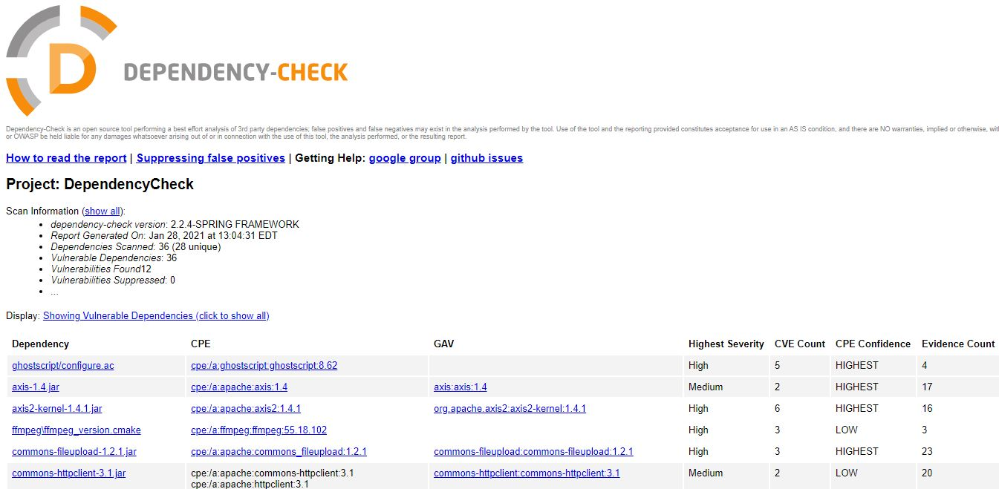 DEPENDENCY-CHECK
Dependency-Check is an open source tool performing a best effort analysis of 3rd party dependencies; false positives and false negatives may exist in the analysis performed by the tool. Use of the tool and the reporting provided constitutes acceptance for use in an AS IS condition, and there are NO warranties, implied or otherwise, wit
or OWASP be held liable for any damages whatsoever arising out of or in connection with the use of this tool, the analysis performed, or the resulting report.
How to read the report | Suppressing false positives | Getting Help: google group | github issues
Project: DependencyCheck
Scan Information (show all):
• dependency-check version: 2.2.4-SPRING FRAMEWORK
• Report Generated On: Jan 28, 2021 at 13:04:31 EDT
• Dependencies Scanned: 36 (28 unique)
• Vulnerable Dependencies: 36
• Vulnerabilities Found12
• Vulnerabilities Suppressed: 0
• ...
Display: Showing Vulnerable Dependencies (click to show all)
Dependency CPE GAV Highest Severity CVE Count CPE Confidence Evidence Count
ghostscript/configure.ac cpe:/a:ghostscript:ghostscript:8.62 High 5 HIGHEST 4
axis-1.4.jar cpe:/a:apache:axis:1.4 axis:axis:1.4 Medium 2 HIGHEST 17
axis2-kernel-1.4.1.jar cpe:/a:apache:axis2:1.4.1 org.apache.axis2:axis2-kernel:1.4.1 High 6 HIGHEST 16
ffmpeg\ffmpeg_version.cmake cpe:/a:ffmpeg:ffmpeg:55.18.102 High 3 LOW 3
commons-fileupload-1.2.1.jar cpe:/a:apache:commons_fileupload:1.2.1 commons-fileupload:commons-fileupload:1.2.1 High 3 HIGHEST 23
commons-httpclient-3.1.jar cpe:/a:apache:commons-httpclient:3.1 commons-httpclient:commons-httpclient:3.1 Medium 2 LOW 20
cpe:/a:apache:httpclient:3.1